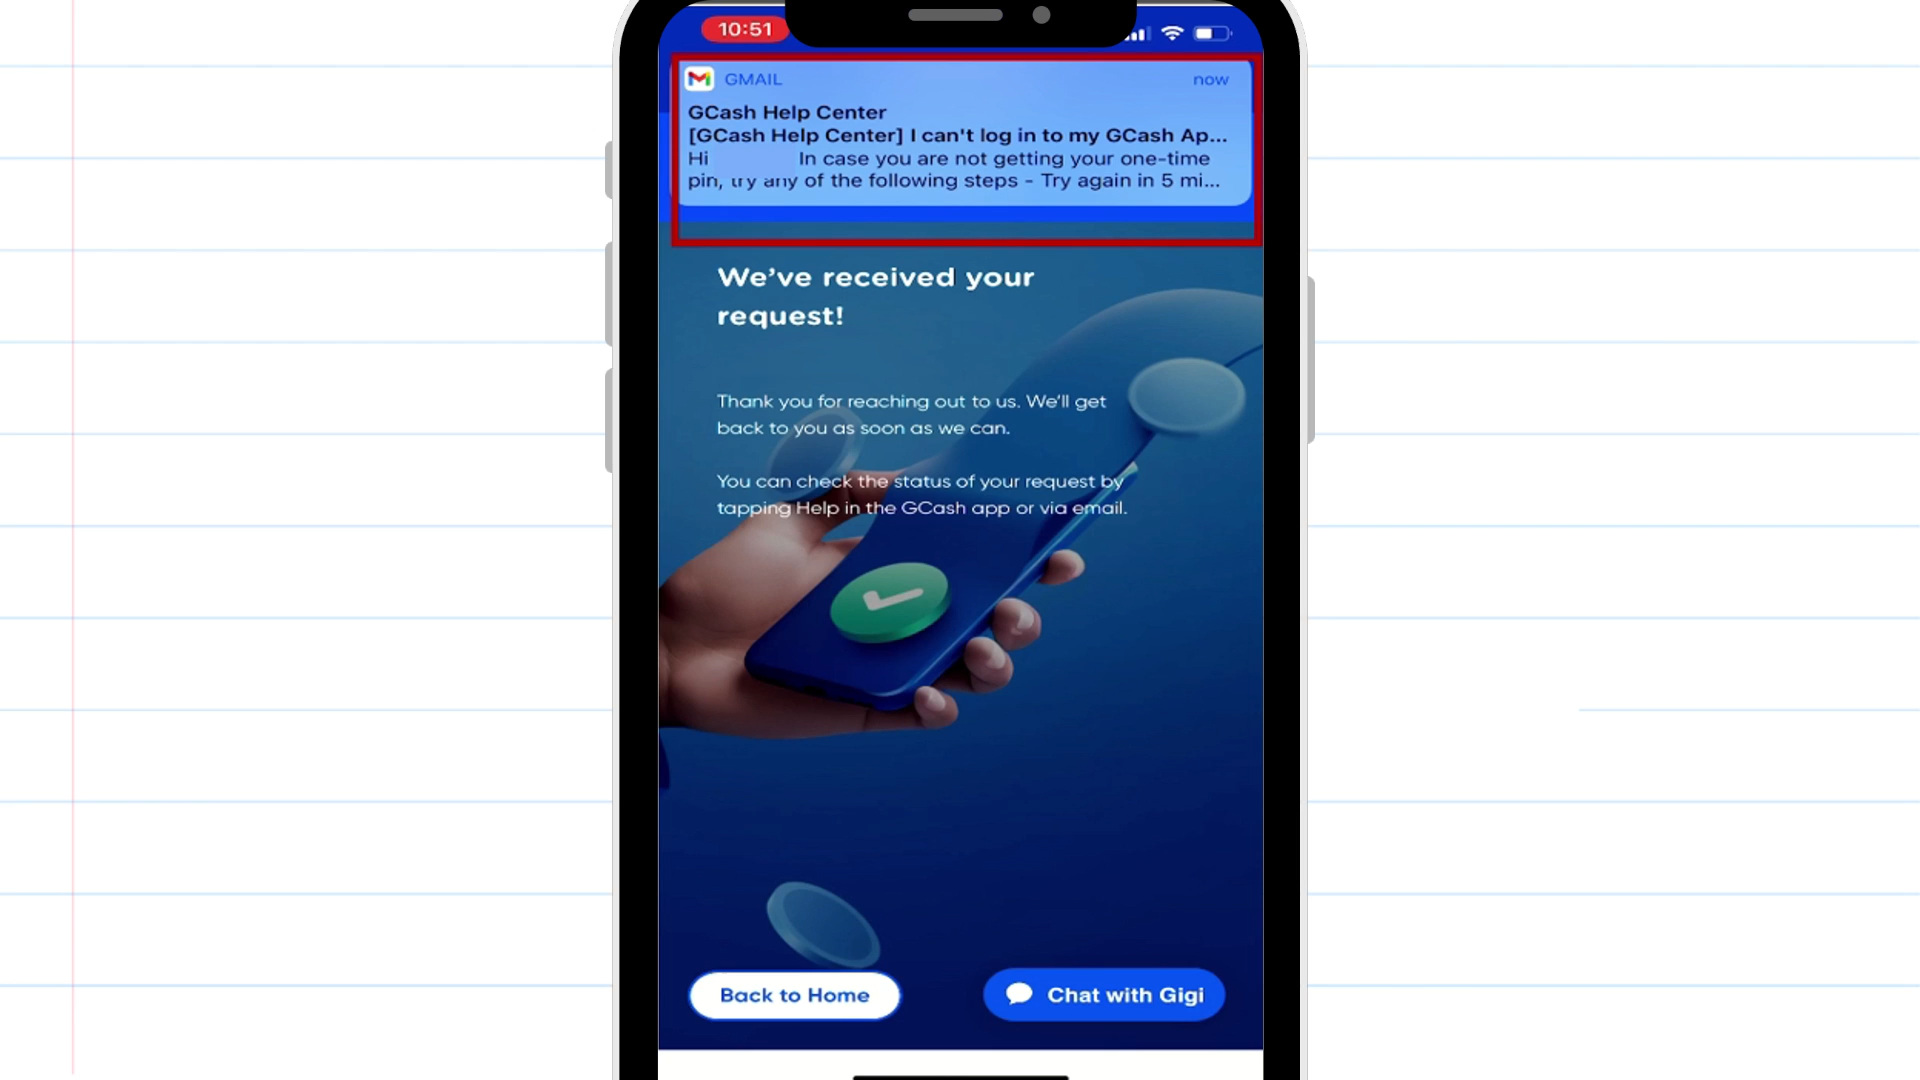 10:51
GMAIL
now
GCash Help Center
[GCash Help Center] I can't log in to my GCash Ap...
Hi In case you are not getting your one-time
pin, try any of the following steps - Try again in 5 mi...
We've received your
request!
Thank you for reaching out to us. We'll get
back to you as soon as we can.
You can check the status of your request by
tapping Help in the GCash app or via email.
Back to Home
Chat with Gigi